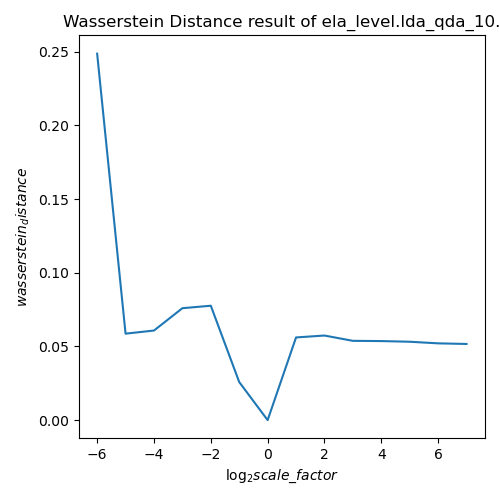 Wasserstein Distance result of ela_level.lda_qda_10.
0.25
0.20
0.15
0.10
0.05
0.00
wasserstein_distance
−6 −4 −2 0 2 4 6
log₂scale_factor